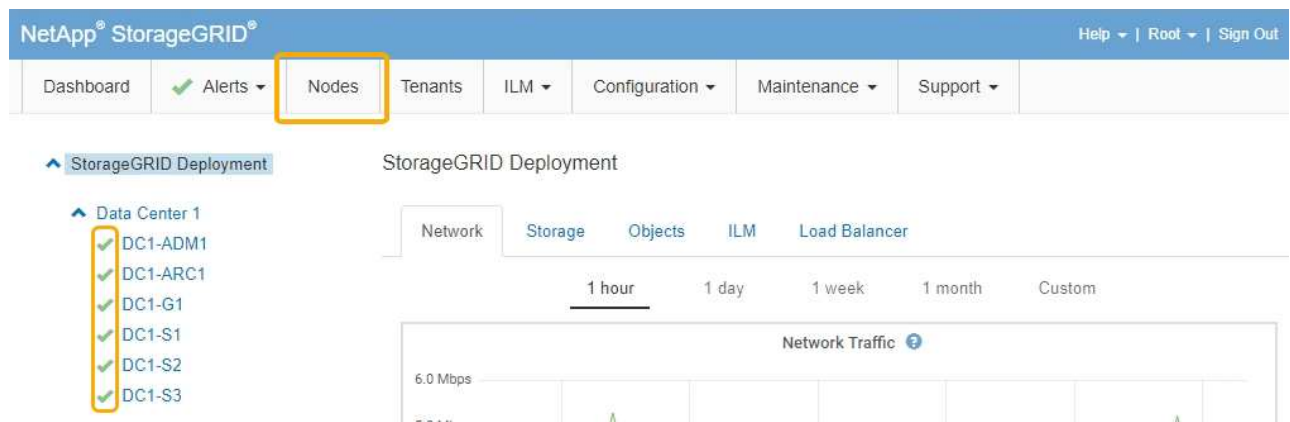 NetApp® StorageGRID®
Help | Root | Sign Out
Dashboard Alerts Nodes Tenants ILM Configuration Maintenance Support
StorageGRID Deployment
Data Center 1
DC1-ADM1
DC1-ARC1
DC1-G1
DC1-S1
DC1-S2
DC1-S3
StorageGRID Deployment
Network Storage Objects ILM Load Balancer
1 hour 1 day 1 week 1 month Custom
Network Traffic ?
6.0 Mbps